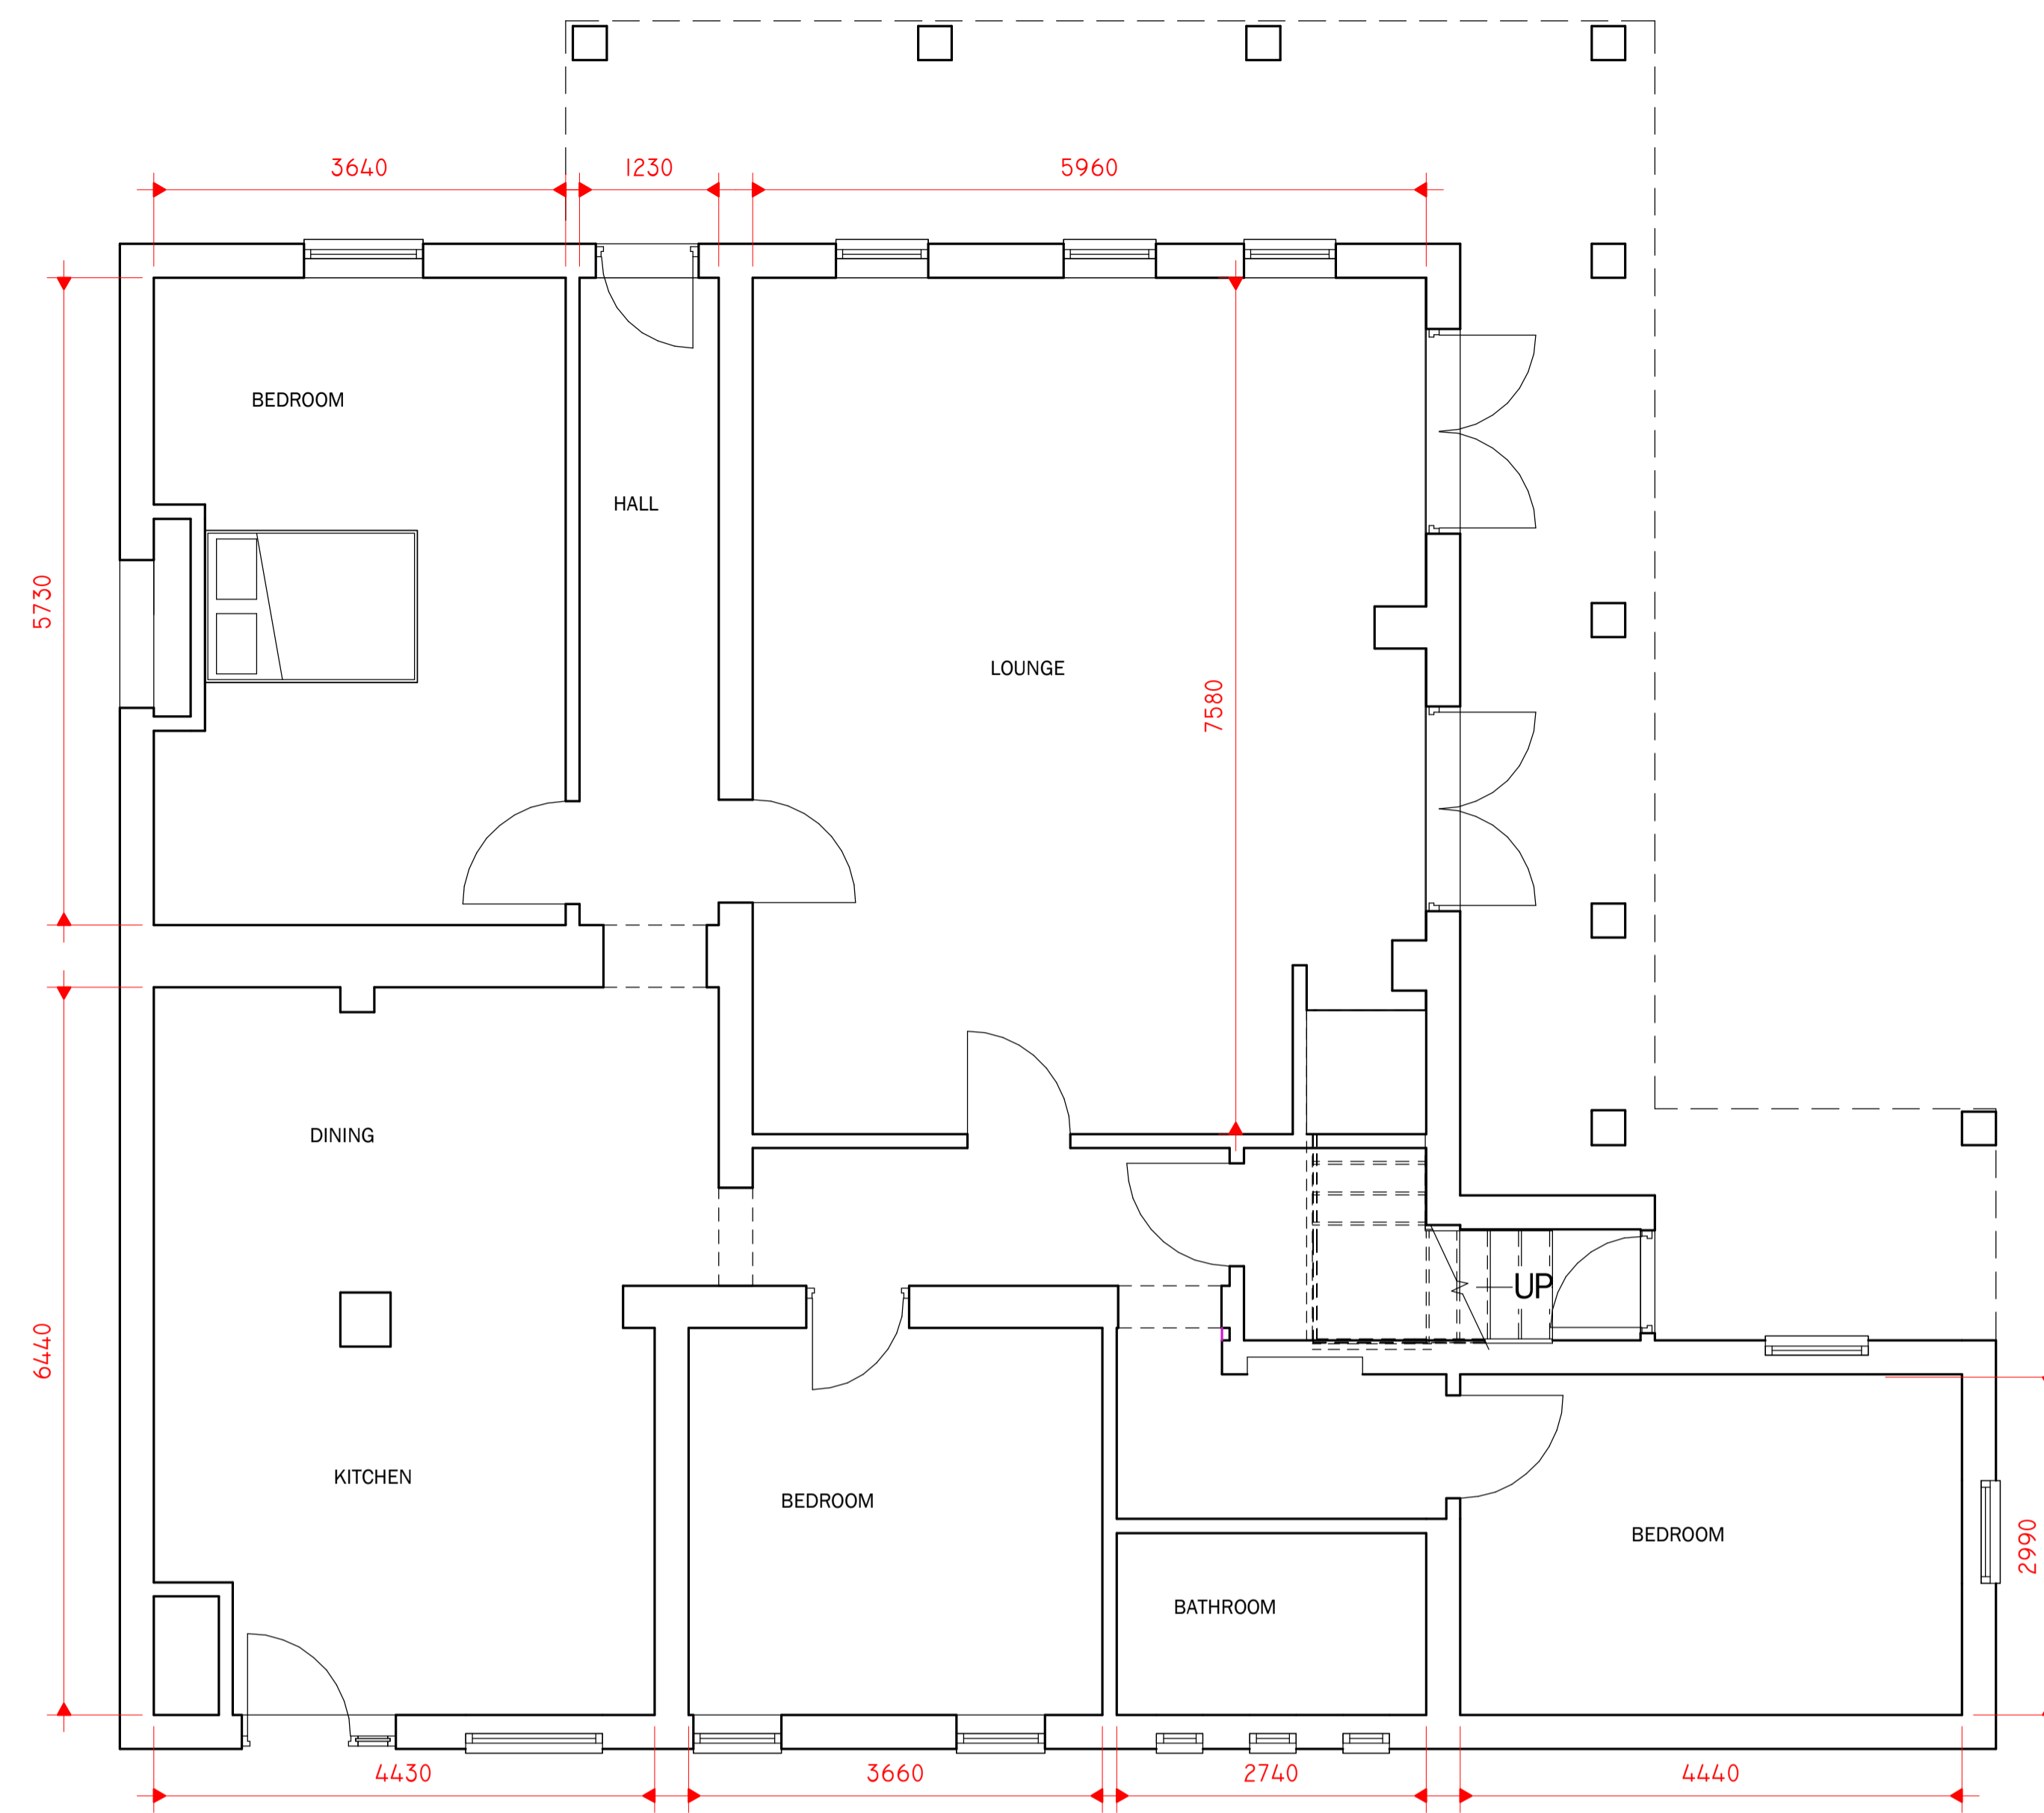 3640
1230
5960
BEDROOM
HALL
5730
LOUNGE
7580
DINING
UP
6440
KITCHEN
BEDROOM
BEDROOM
2990
BATHROOM
4430
3660
2740
4440